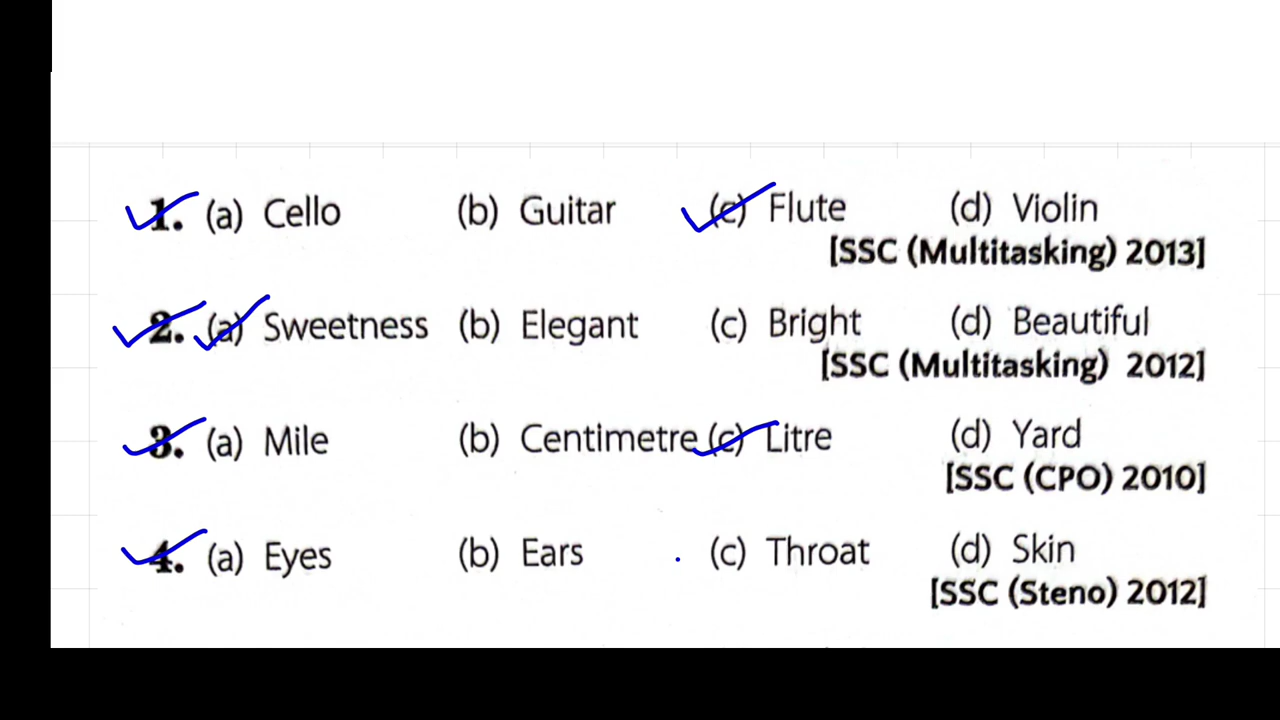 1. (a) Cello (b) Guitar (c) Flute (d) Violin
[SSC (Multitasking) 2013]
2. (a) Sweetness (b) Elegant (c) Bright (d) Beautiful
[SSC (Multitasking) 2012]
3. (a) Mile (b) Centimetre (c) Litre (d) Yard
[SSC (CPO) 2010]
4. (a) Eyes (b) Ears (c) Throat (d) Skin
[SSC (Steno) 2012]